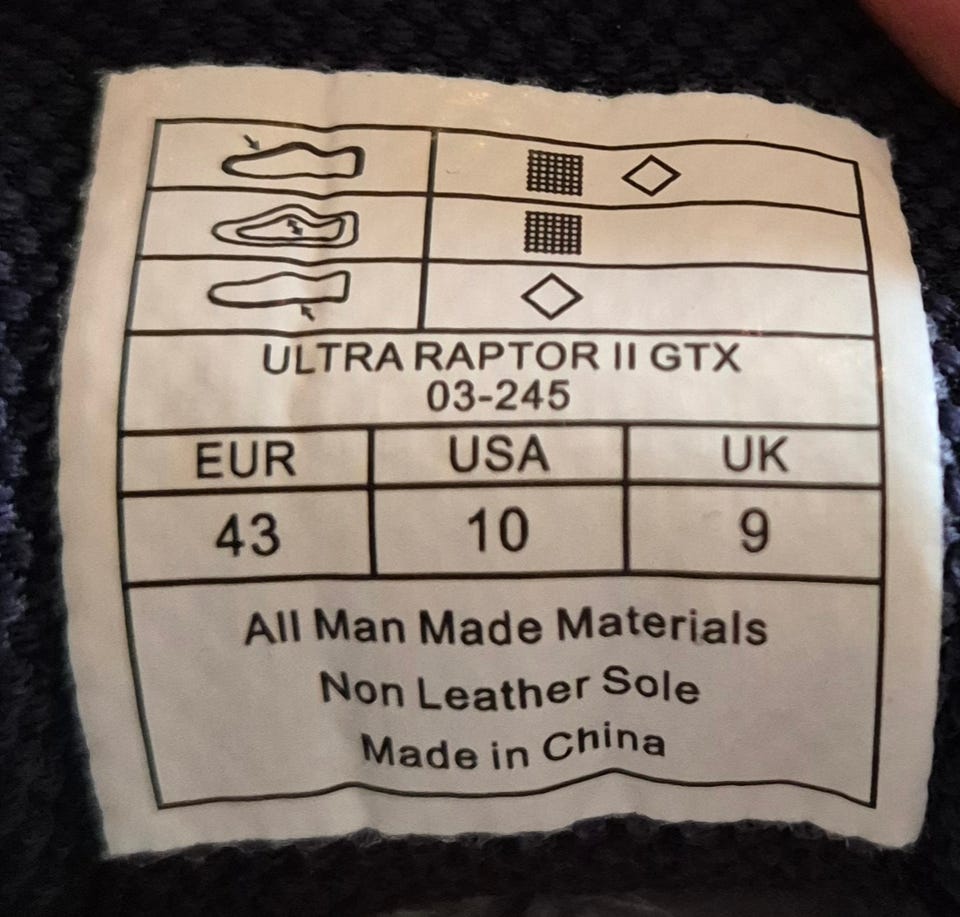 ULTRA RAPTOR II GTX
03-245
EUR USA UK
43 10 9
All Man Made Materials
Non Leather Sole
Made in China